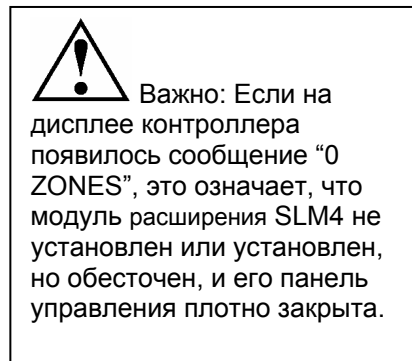 Важно: Если на
дисплее контроллера
появилось сообщение “0
ZONES”, это означает, что
модуль расширения SLM4 не
установлен или установлен,
но обесточен, и его панель
управления плотно закрыта.